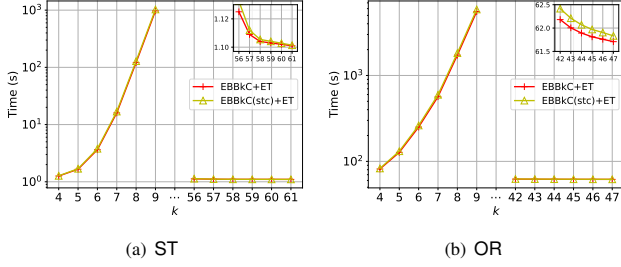 10³
10²
10¹
10⁰
Time (s)
1.125
1.100
56 57 58 59 60 61
EBBkC+ET
EBBkC(stc)+ET
4 5 6 7 8 9 ··· 56 57 58 59 60 61
k
(a) ST
10³
10²
Time (s)
62.5
62.0
61.5
42 43 44 45 46 47
EBBkC+ET
EBBkC(stc)+ET
4 5 6 7 8 9 ··· 42 43 44 45 46 47
k
(b) OR